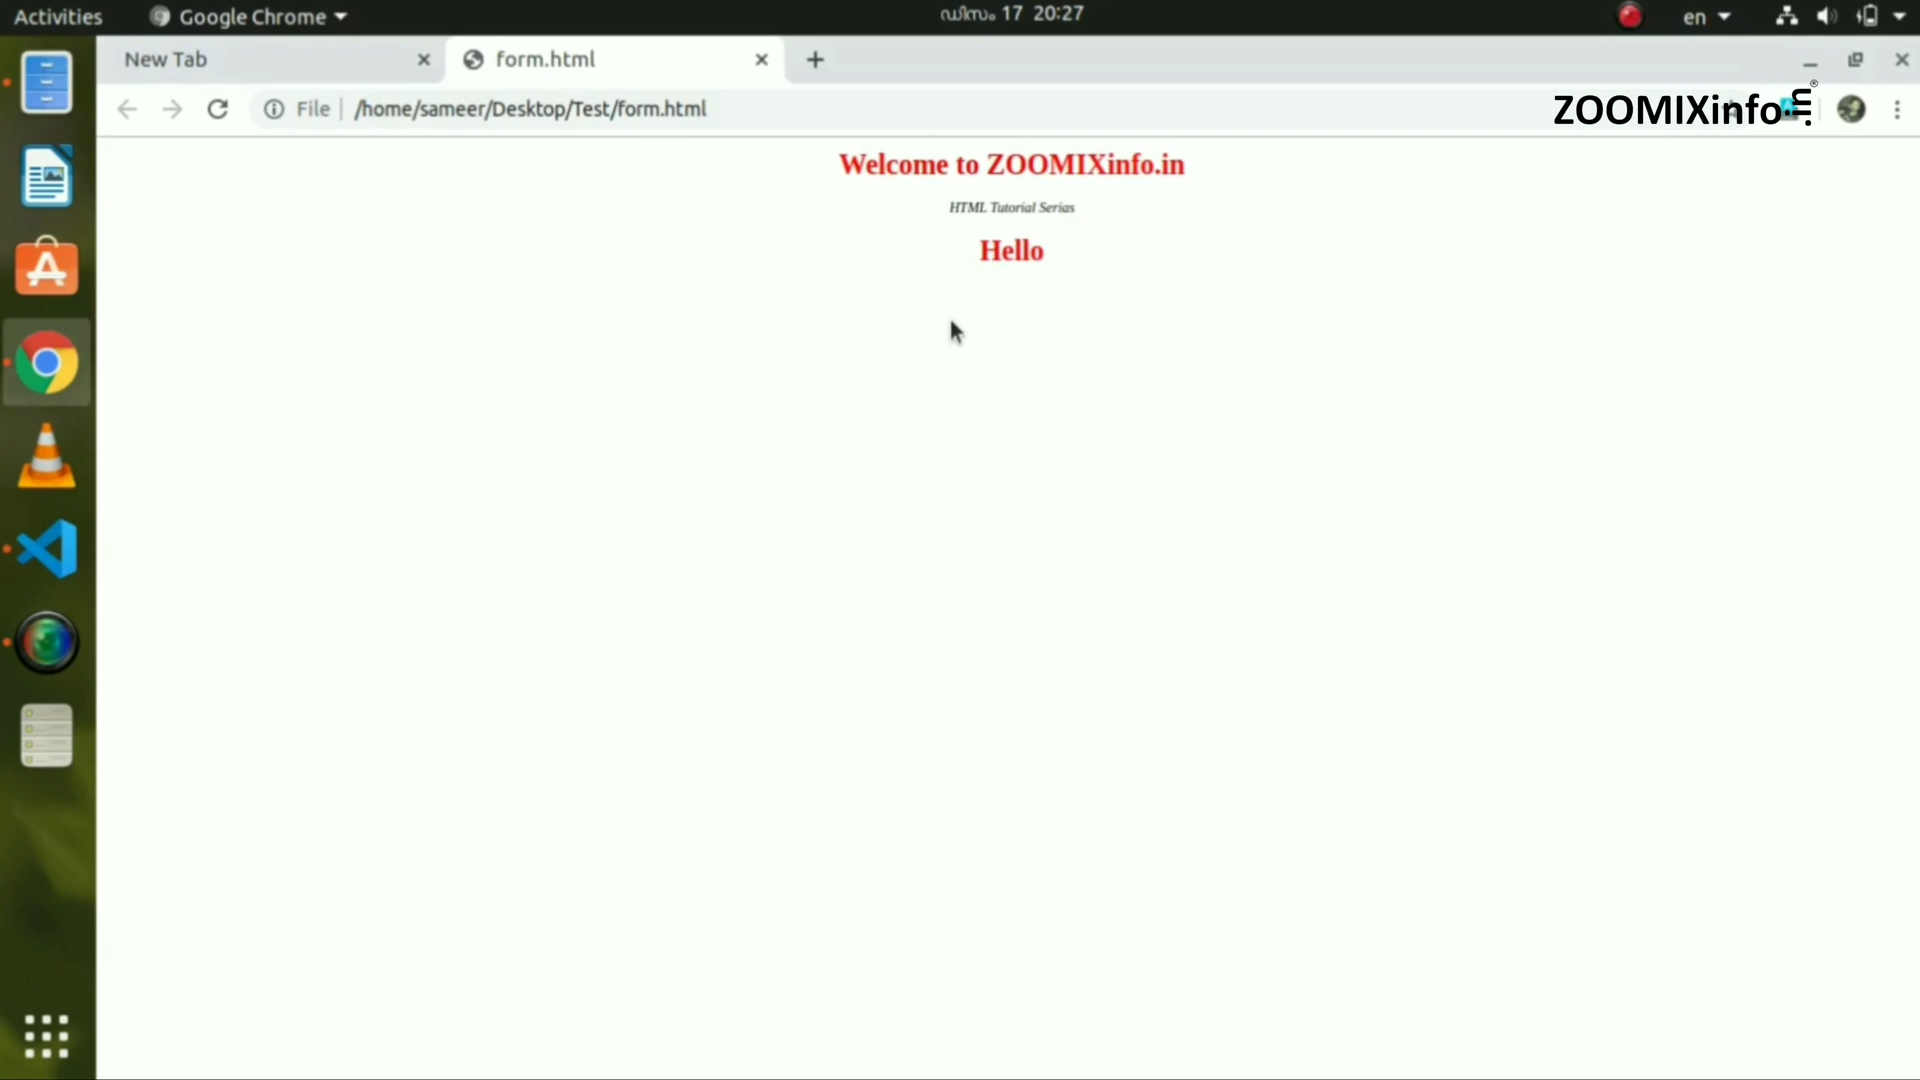 Activities
Google Chrome
ഡിസം 17 20:27
en
New Tab
form.html
File
/home/sameer/Desktop/Test/form.html
ZOOMIXinfo.in
Welcome to ZOOMIXinfo.in
HTML Tutorial Serias
Hello